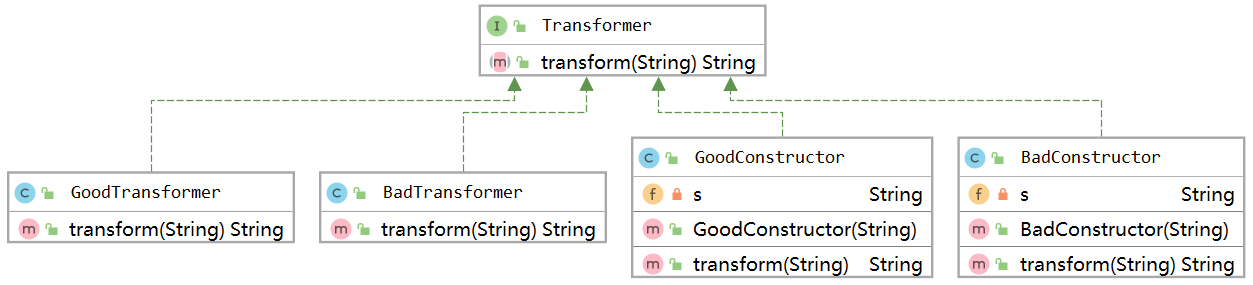 I Transformer
m transform(String) String
C GoodTransformer
m transform(String) String
C BadTransformer
m transform(String) String
C GoodConstructor
f s String
m GoodConstructor(String)
m transform(String) String
C BadConstructor
f s String
m BadConstructor(String)
m transform(String) String